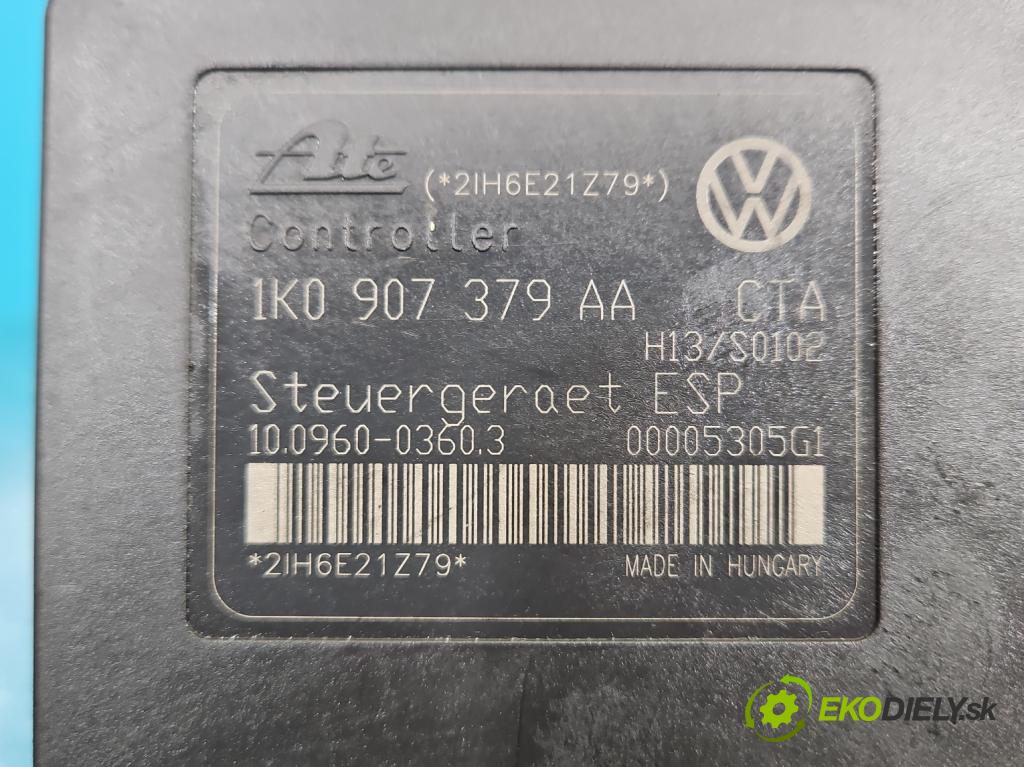 Ate (*2IH6E21Z79*)
Controller
1K0 907 379 AA CTA
H13/S0102
Steuergeraet ESP
10.0960-0360.3 00005305G1
*2IH6E21Z79* MADE IN HUNGARY
EKODIELY.sk